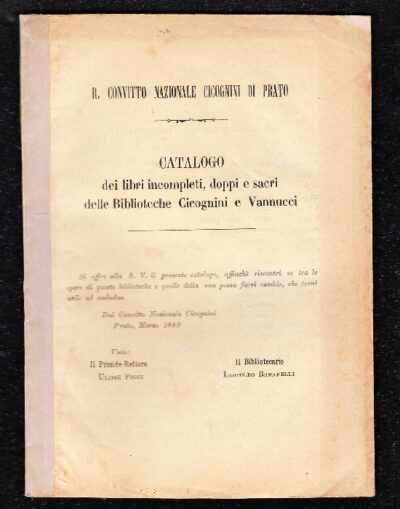 R. CONVITTO NAZIONALE CICOGNINI DI PRATO
CATALOGO
dei libri incompleti, doppi e sacri
delle Biblioteche Cicognini e Vannucci
Si offre alla S. V. il presente catalogo, affinchè riscontri se tra le
opere di queste biblioteche e quelle della sua possa farsi cambio, che torni
utile ad ambedue.
Dal Convitto Nazionale Cicognini
Prato, Marzo 1889
Visto:
Il Preside-Rettore
ULISSE POGGI
Il Bibliotecario
LEOPOLDO